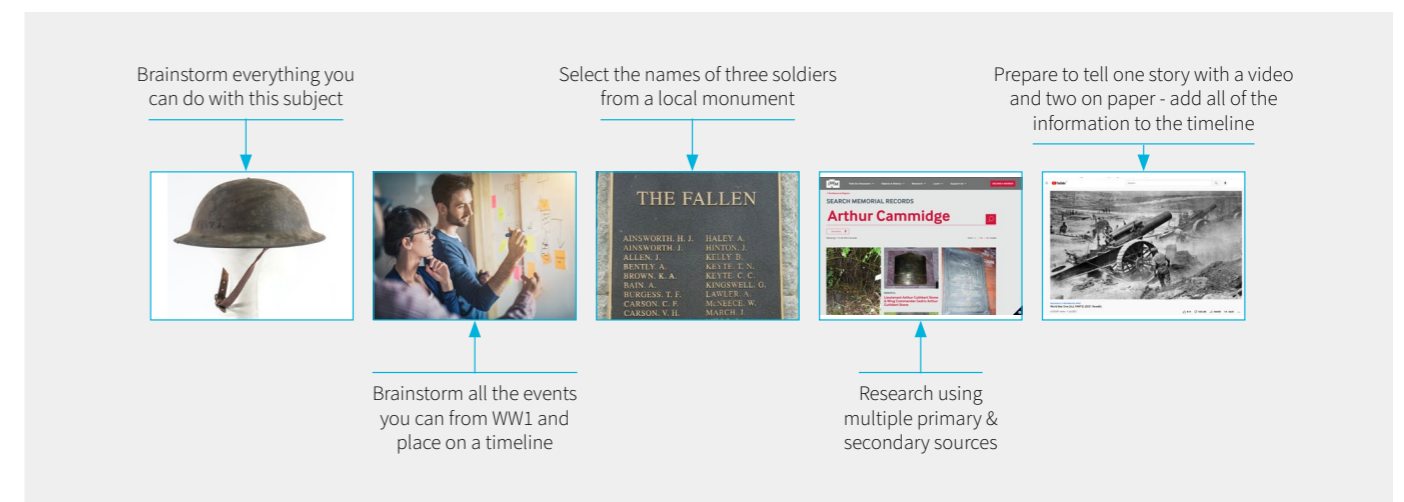 Brainstorm everything you
can do with this subject
Select the names of three soldiers
from a local monument
Prepare to tell one story with a video
and two on paper - add all of the
information to the timeline
THE FALLEN
AINSWORTH. H. J.
AINSWORTH. J.
ALLEN. J.
BENTLY. A.
BROWN. K. A.
BAIN. A.
BURGESS. T. F.
CARSON. C. F.
CARSON. V. H.
HALEY. A.
HINTON. J.
KELLY. B.
KEYTE. T. N.
KEYTE. C. C.
KINGSWELL. G.
LAWLER. A.
McNEECE. W.
MARCH. J.
SEARCH MEMORIAL RECORDS
Arthur Cammidge
Brainstorm all the events
you can from WW1 and
place on a timeline
Research using
multiple primary &
secondary sources